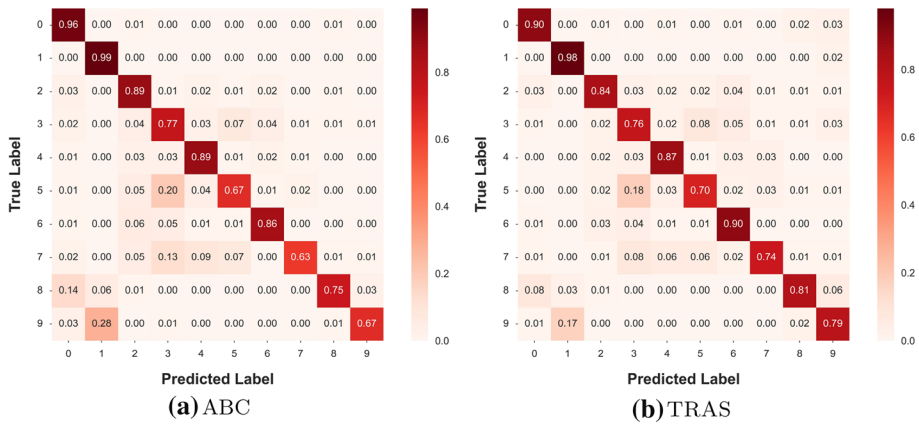 0 0.96 0.00 0.01 0.01 0.00 0.00 0.00 0.00 0.01 0.00
1 0.00 0.99 0.00 0.00 0.00 0.00 0.00 0.00 0.00 0.00
2 0.03 0.00 0.89 0.01 0.02 0.01 0.02 0.01 0.00 0.00
3 0.02 0.00 0.04 0.77 0.03 0.07 0.04 0.01 0.01 0.01
4 0.01 0.00 0.03 0.03 0.89 0.01 0.02 0.01 0.00 0.00
5 0.01 0.00 0.05 0.20 0.04 0.67 0.01 0.02 0.00 0.00
6 0.01 0.00 0.06 0.05 0.01 0.01 0.86 0.00 0.00 0.00
7 0.02 0.00 0.05 0.13 0.09 0.07 0.00 0.63 0.00 0.01
8 0.14 0.06 0.01 0.00 0.00 0.00 0.00 0.00 0.75 0.03
9 0.03 0.28 0.00 0.01 0.00 0.00 0.00 0.00 0.01 0.67
0 1 2 3 4 5 6 7 8 9
True Label
Predicted Label
0.8
0.6
0.4
0.2
0.0
(a) ABC
0 0.90 0.00 0.01 0.01 0.01 0.00 0.01 0.00 0.02 0.03
1 0.00 0.98 0.00 0.00 0.00 0.00 0.00 0.00 0.00 0.02
2 0.03 0.00 0.84 0.03 0.02 0.02 0.04 0.01 0.00 0.01
3 0.01 0.00 0.02 0.76 0.02 0.08 0.05 0.01 0.01 0.03
4 0.01 0.00 0.02 0.03 0.87 0.01 0.03 0.03 0.00 0.01
5 0.01 0.00 0.02 0.18 0.03 0.70 0.02 0.03 0.01 0.01
6 0.01 0.00 0.03 0.04 0.01 0.01 0.90 0.00 0.00 0.00
7 0.01 0.00 0.01 0.08 0.06 0.06 0.02 0.74 0.01 0.03
8 0.08 0.03 0.00 0.01 0.00 0.00 0.00 0.00 0.81 0.06
9 0.01 0.17 0.00 0.00 0.00 0.00 0.00 0.00 0.02 0.79
0 1 2 3 4 5 6 7 8 9
True Label
Predicted Label
0.8
0.6
0.4
0.2
0.0
(b) TRAS